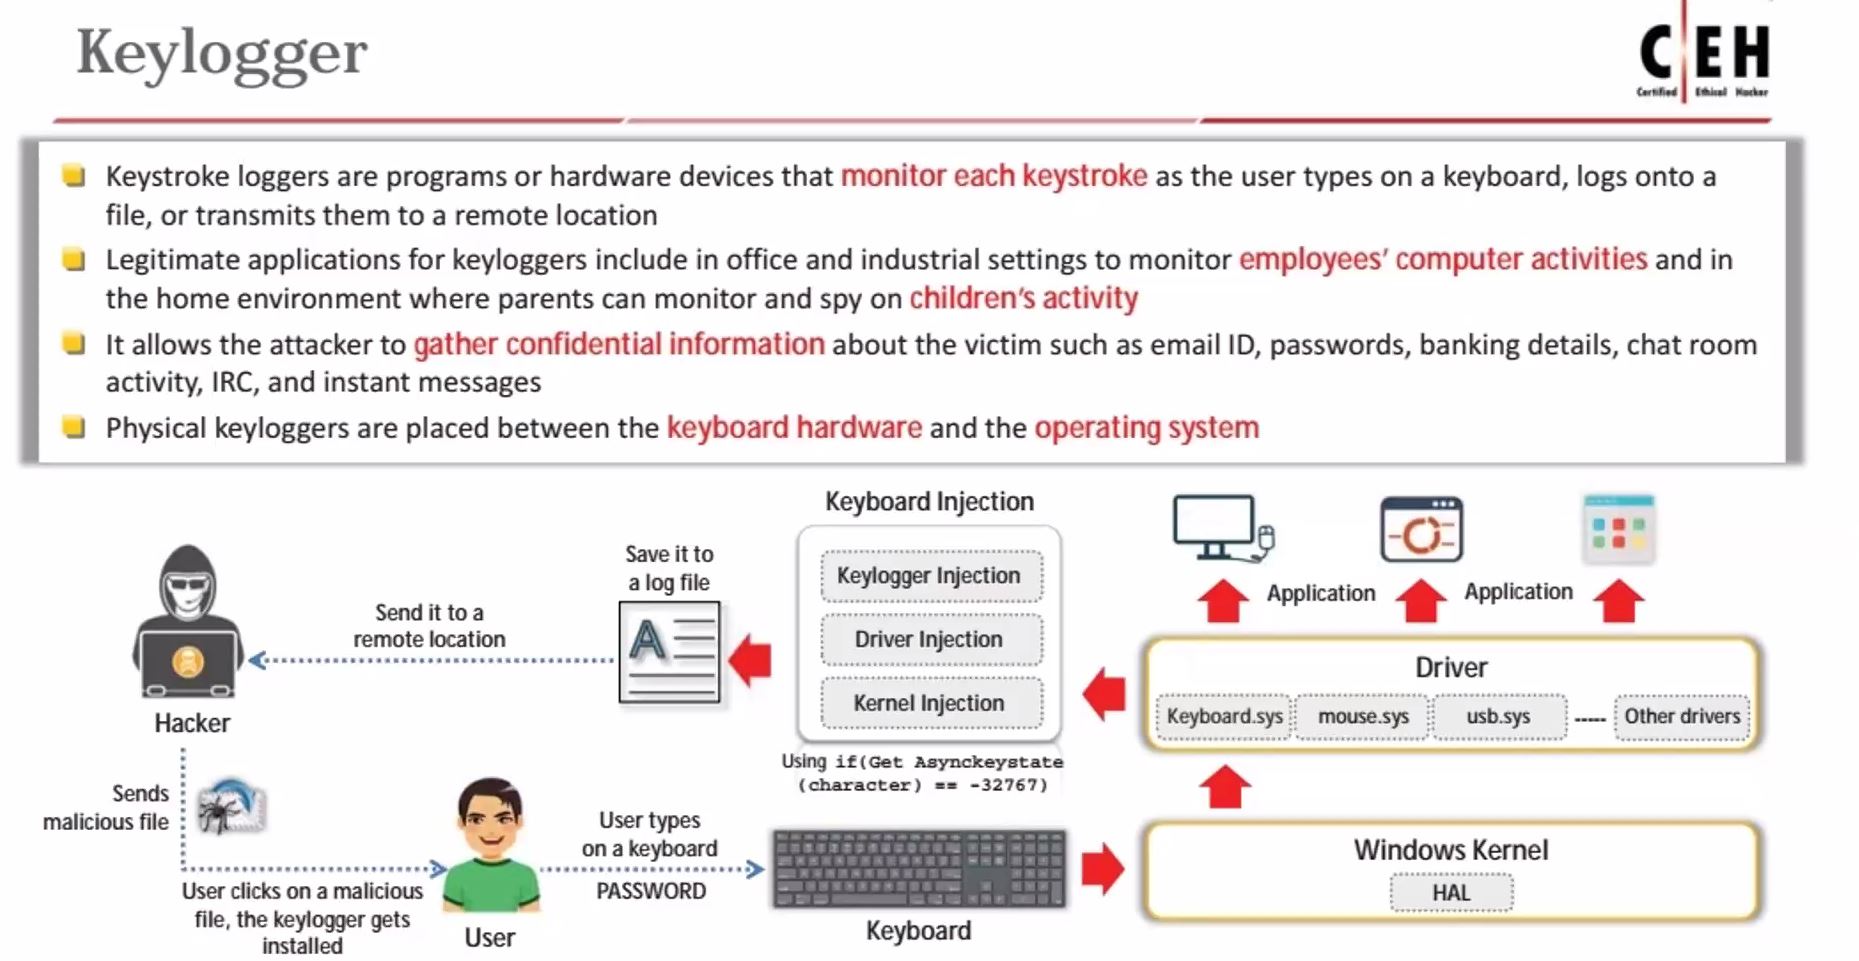 Keylogger
C EH
Certified Ethical Hacker
Keystroke loggers are programs or hardware devices that monitor each keystroke as the user types on a keyboard, logs onto a
file, or transmits them to a remote location
Legitimate applications for keyloggers include in office and industrial settings to monitor employees’ computer activities and in
the home environment where parents can monitor and spy on children’s activity
It allows the attacker to gather confidential information about the victim such as email ID, passwords, banking details, chat room
activity, IRC, and instant messages
Physical keyloggers are placed between the keyboard hardware and the operating system
Hacker
Sends
malicious file
User clicks on a malicious
file, the keylogger gets
installed
User
User types
on a keyboard
PASSWORD
Keyboard
Windows Kernel
HAL
Driver
Keyboard.sys
mouse.sys
usb.sys
-----
Other drivers
Application
Application
Keyboard Injection
Keylogger Injection
Driver Injection
Kernel Injection
Using if(Get Asynckeystate
(character) == -32767)
Save it to
a log file
A
Send it to a
remote location